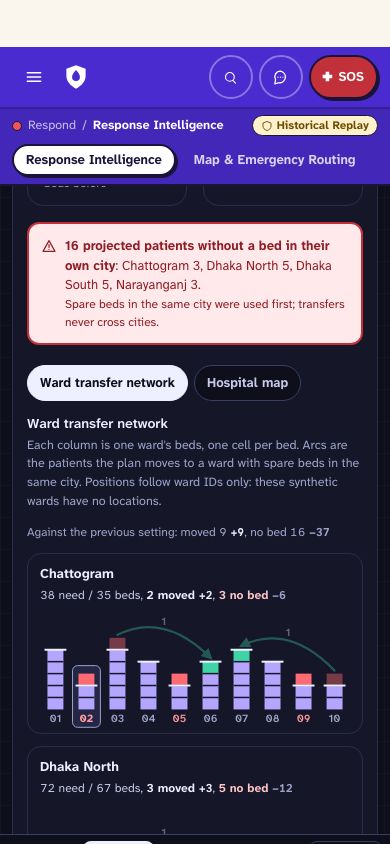 SOS
Respond / Response Intelligence
Historical Replay
Response Intelligence
Map & Emergency Routing
16 projected patients without a bed in their
own city: Chattogram 3, Dhaka North 5, Dhaka
South 5, Narayanganj 3.
Spare beds in the same city were used first; transfers
never cross cities.
Ward transfer network
Hospital map
Ward transfer network
Each column is one ward's beds, one cell per bed. Arcs are
the patients the plan moves to a ward with spare beds in the
same city. Positions follow ward IDs only: these synthetic
wards have no locations.
Against the previous setting: moved 9 +9, no bed 16 −37
Chattogram
38 need / 35 beds, 2 moved +2, 3 no bed −6
1
1
01 02 03 04 05 06 07 08 09 10
Dhaka North
72 need / 67 beds, 3 moved +3, 5 no bed −12
1